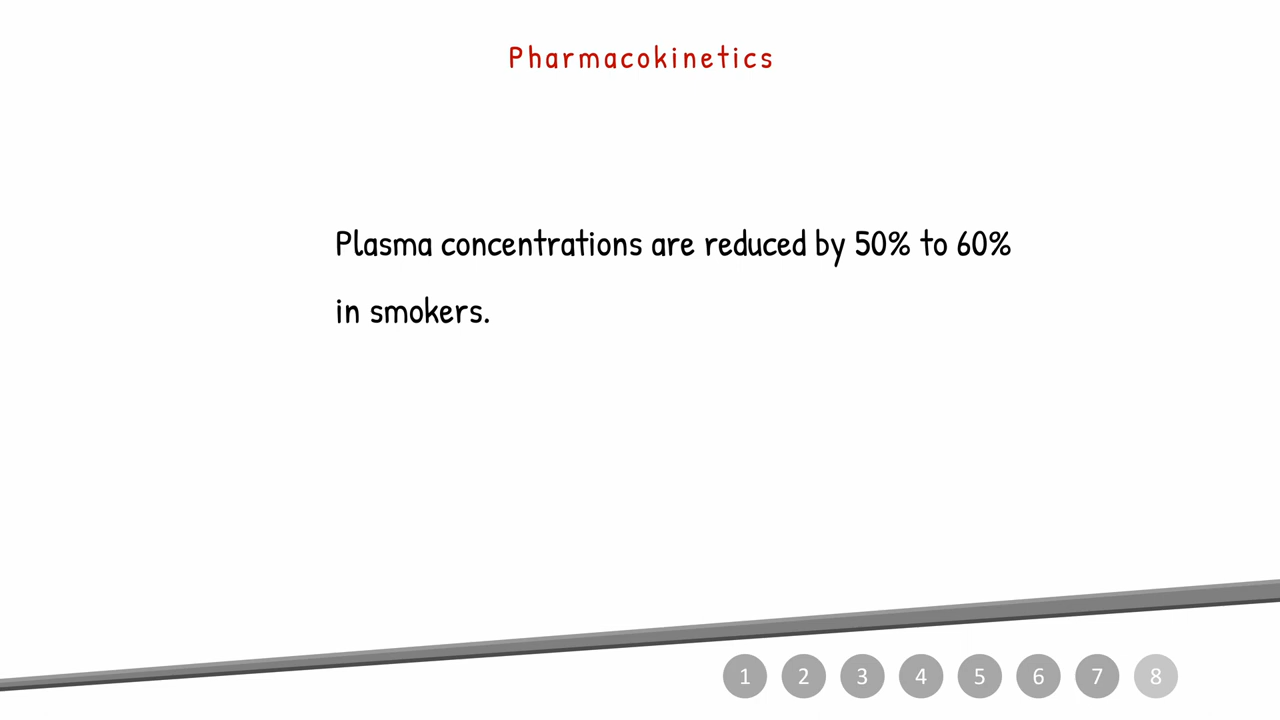 Pharmacokinetics
Plasma concentrations are reduced by 50% to 60%
in smokers.
1 2 3 4 5 6 7 8